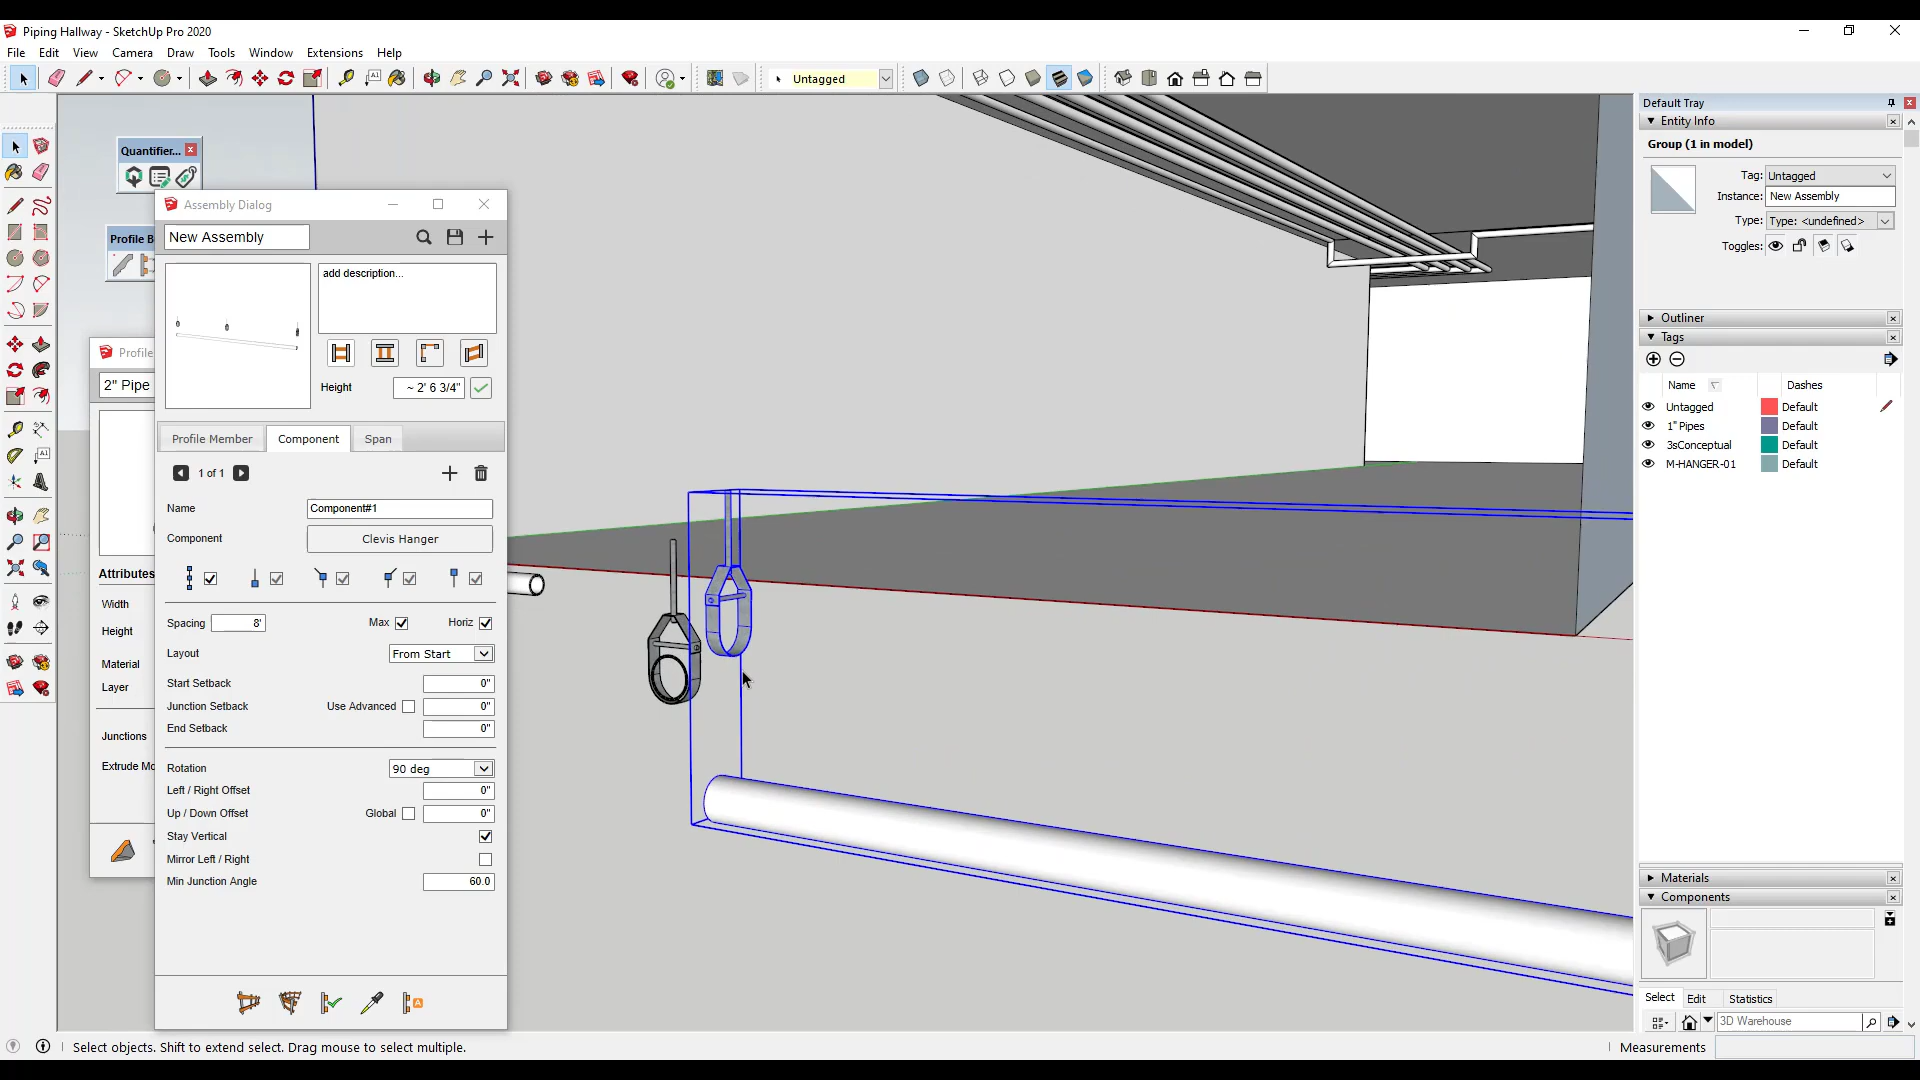 Piping Hallway - SketchUp Pro 2020
File Edit View Camera Draw Tools Window Extensions Help
A1
Untagged
Quantifier...
Profile B
Profile
2" Pipe
Attributes
Width
Height
Material
Layer
Junctions
Extrude Mo
Assembly Dialog
New Assembly
add description...
Height ~ 2' 6 3/4"
Profile Member Component Span
1 of 1
Name Component#1
Component Clevis Hanger
Spacing 8' Max Horiz
Layout From Start
Start Setback 0"
Junction Setback Use Advanced 0"
End Setback 0"
Rotation 90 deg
Left / Right Offset 0"
Up / Down Offset Global 0"
Stay Vertical
Mirror Left / Right
Min Junction Angle 60.0
A
Default Tray
Entity Info
Group (1 in model)
Tag: Untagged
Instance: New Assembly
Type: Type: <undefined>
Toggles:
Outliner
Tags
Name Dashes
Untagged Default
1" Pipes Default
3sConceptual Default
M-HANGER-01 Default
Materials
Components
Select Edit Statistics
3D Warehouse
Select objects. Shift to extend select. Drag mouse to select multiple.
Measurements